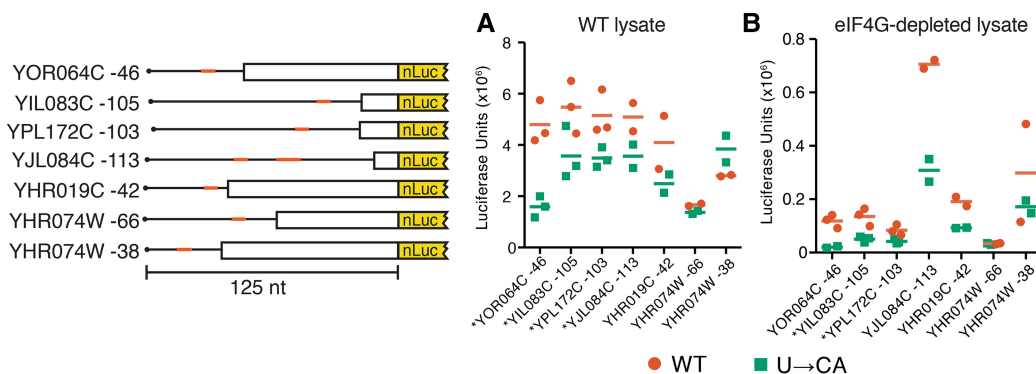 YOR064C -46
nLuc
YIL083C -105
nLuc
YPL172C -103
nLuc
YJL084C -113
nLuc
YHR019C -42
nLuc
YHR074W -66
nLuc
YHR074W -38
nLuc
125 nt
A
WT lysate
Luciferase Units (x10⁶)
8
6
4
2
0
*YOR064C -46
*YIL083C -105
*YPL172C -103
*YJL084C -113
YHR019C -42
YHR074W -66
YHR074W -38
B
eIF4G-depleted lysate
Luciferase Units (x10⁶)
0.8
0.6
0.4
0.2
0
YOR064C -46
*YIL083C -105
*YPL172C -103
YJL084C -113
YHR019C -42
YHR074W -66
YHR074W -38
WT
U→CA